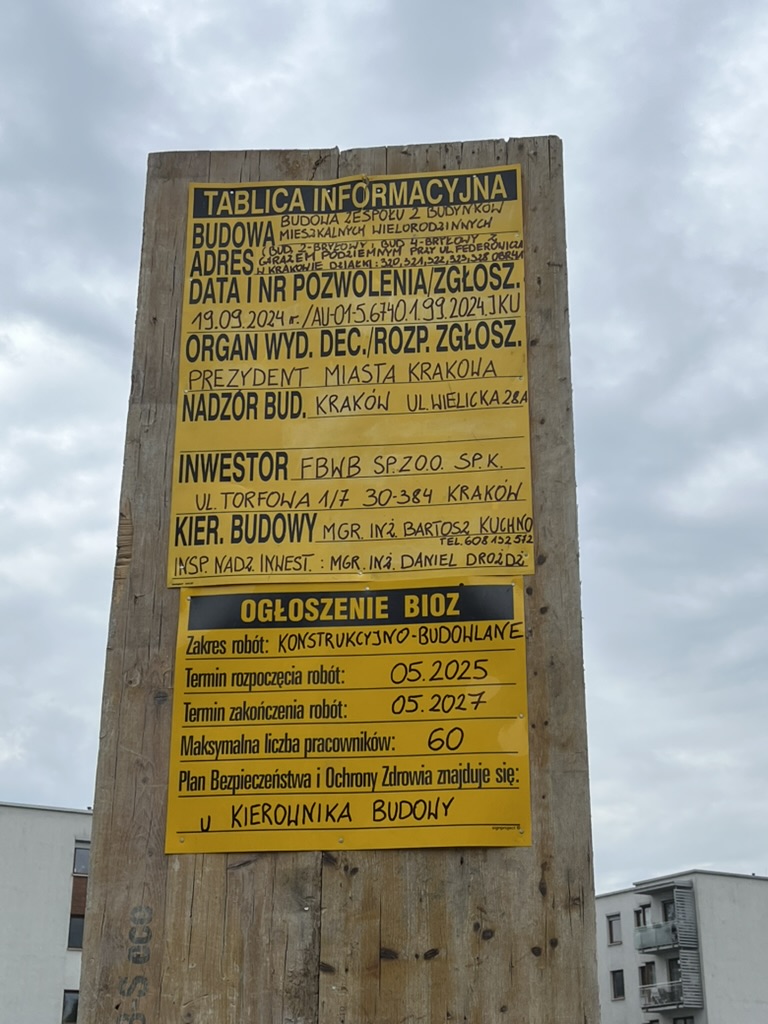 TABLICA INFORMACYJNA
BUDOWA BUDOWA ZESPOŁU 2 BUDYNKÓW
MIESZKALNYCH WIELORODZINNYCH
ADRES (BUD. 2-BRYŁOWY I BUD 4-BRYŁOWY Z
GARAŻEM PODZIEMNYM PRZY UL. FEDEROWICZA
W KRAKOWIE DZIAŁKI: 320,321,322,323,328 OBR
DATA I NR POZWOLENIA/ZGŁOSZ.
19.09.2024 r. /AU-01-5.6740.1.99.2024.JKU
ORGAN WYD. DEC./ROZP. ZGŁOSZ.
PREZYDENT MIASTA KRAKOWA
NADZÓR BUD. KRAKÓW UL. WIELICKA 28A
INWESTOR FBWB SP.ZO.O. SP.K.
UL. TORFOWA 1/7 30-384 KRAKÓW
KIER. BUDOWY MGR. INŻ. BARTOSZ KUCHNO
TEL. 608 132 572
INSP. NADZ. INWEST. : MGR. INŻ. DANIEL DROŻDŻ
OGŁOSZENIE BIOZ
Zakres robót: KONSTRUKCYJNO-BUDOWLANE
Termin rozpoczęcia robót: 05.2025
Termin zakończenia robót: 05.2027
Maksymalna liczba pracowników: 60
Plan Bezpieczeństwa i Ochrony Zdrowia znajduje się:
U KIEROWNIKA BUDOWY